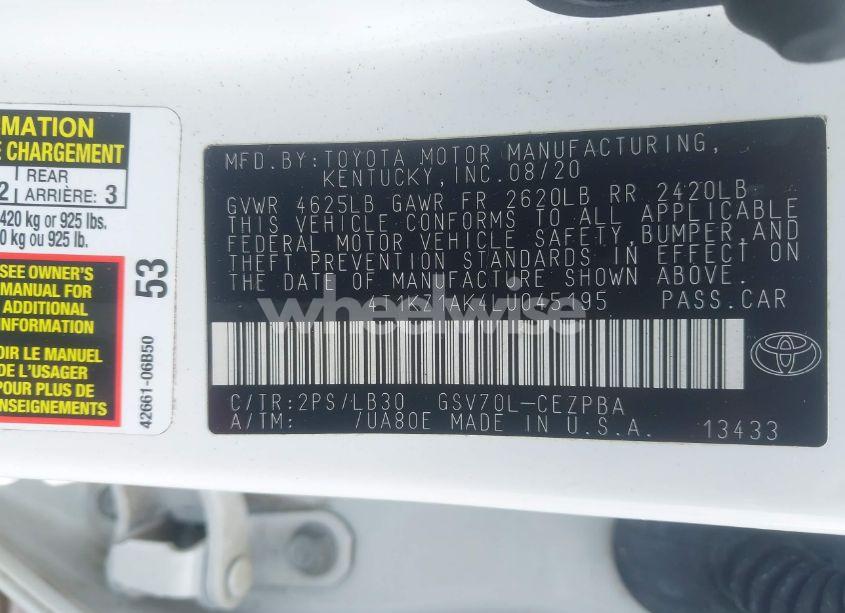 MATION
E CHARGEMENT
2 | REAR ARRIÈRE: 3
420 kg or 925 lbs.
0 kg ou 925 lb.
SEE OWNER'S
MANUAL FOR
ADDITIONAL
INFORMATION
OIR LE MANUEL
DE L'USAGER
POUR PLUS DE
ENSEIGNEMENTS
53
42661-06B50
MFD.BY:TOYOTA MOTOR MANUFACTURING,
KENTUCKY,INC.08/20
GVWR 4625LB GAWR FR 2620LB RR 2420LB
THIS VEHICLE CONFORMS TO ALL APPLICABLE
FEDERAL MOTOR VEHICLE SAFETY,BUMPER,AND
THEFT PREVENTION STANDARDS IN EFFECT ON
THE DATE OF MANUFACTURE SHOWN ABOVE.
PASS.CAR
wheelwise
C/TR:2PS/LB30 GSV70L-CEZPBA
A/TM: /UA80E MADE IN U.S.A. 13433